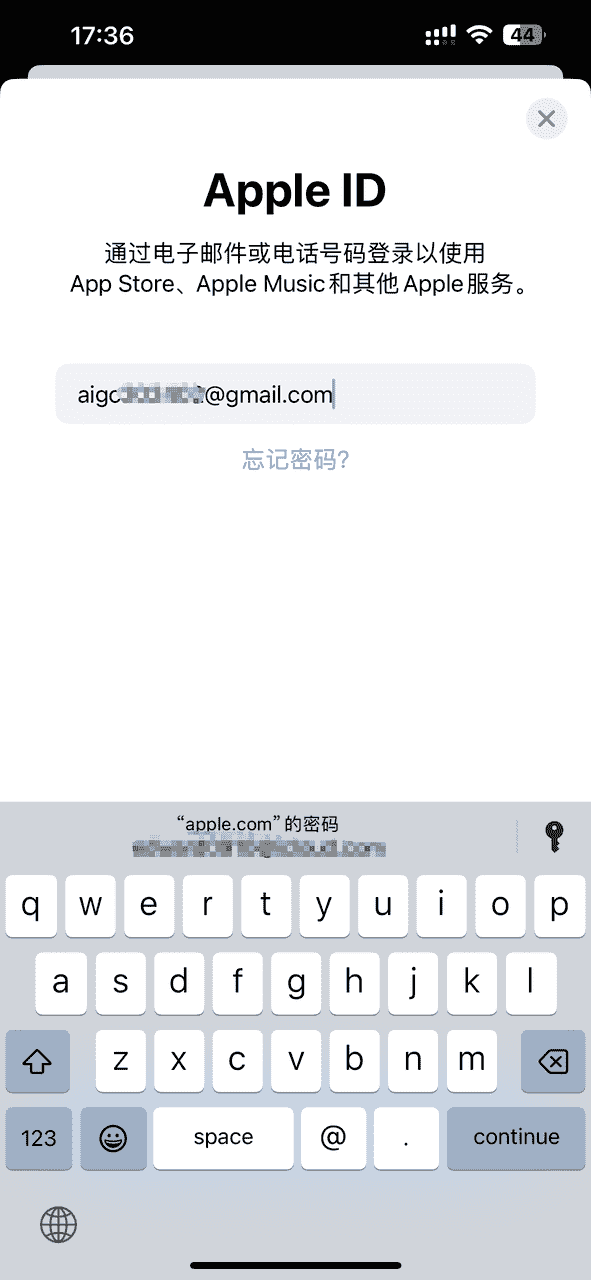 17:36
44
Apple ID
通过电子邮件或电话号码登录以使用
App Store、Apple Music和其他Apple服务。
@gmail.com
忘记密码?
“apple.com”的密码
q w e r t y u i o p
a s d f g h j k l
z x c v b n m
123 space @ . continue